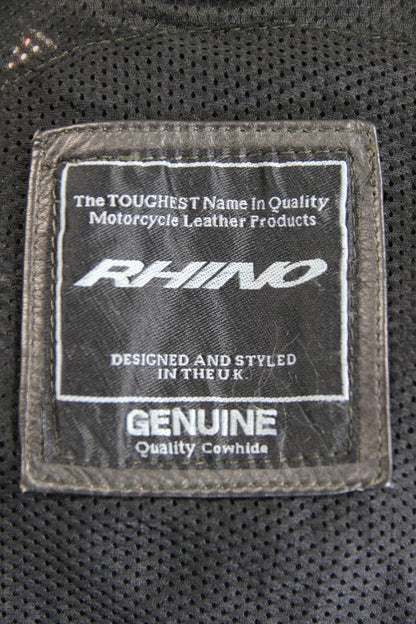 The TOUGHEST Name In Quality
Motorcycle Leather Products
RHINO
DESIGNED AND STYLED
IN THE U.K.
GENUINE
Quality Cowhide